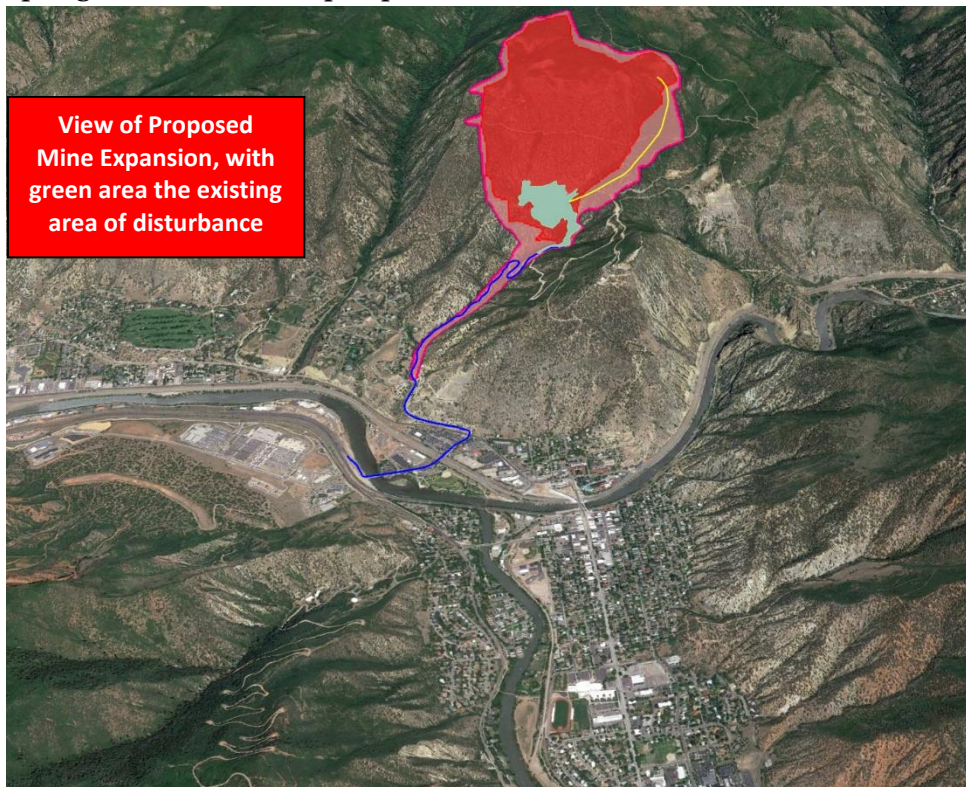 View of Proposed
Mine Expansion, with
green area the existing
area of disturbance